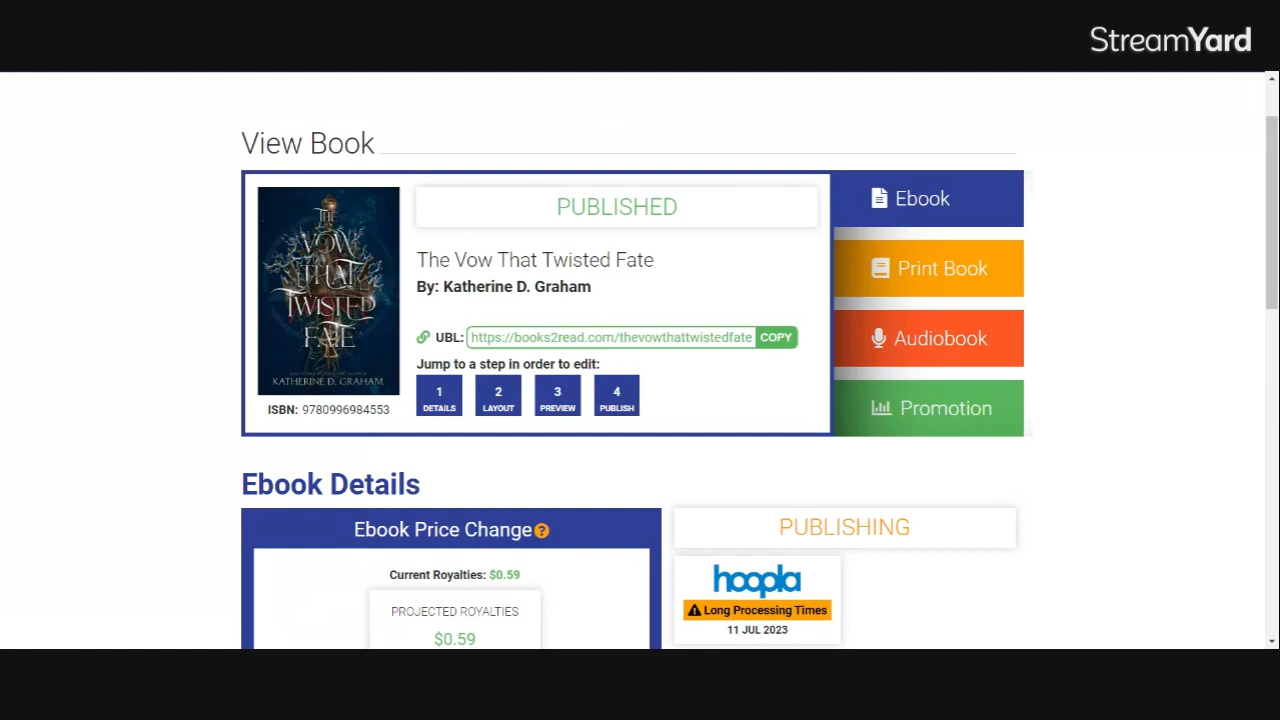 StreamYard
View Book
THE
VOW
THAT
TWISTED
FATE
KATHERINE D. GRAHAM
ISBN: 9780996984553
PUBLISHED
The Vow That Twisted Fate
By: Katherine D. Graham
UBL: https://books2read.com/thevowthattwistedfate COPY
Jump to a step in order to edit:
1 2 3 4
DETAILS LAYOUT PREVIEW PUBLISH
Ebook
Print Book
Audiobook
Promotion
Ebook Details
Ebook Price Change ?
Current Royalties: $0.59
PROJECTED ROYALTIES
$0.59
PUBLISHING
hoopla
Long Processing Times
11 JUL 2023